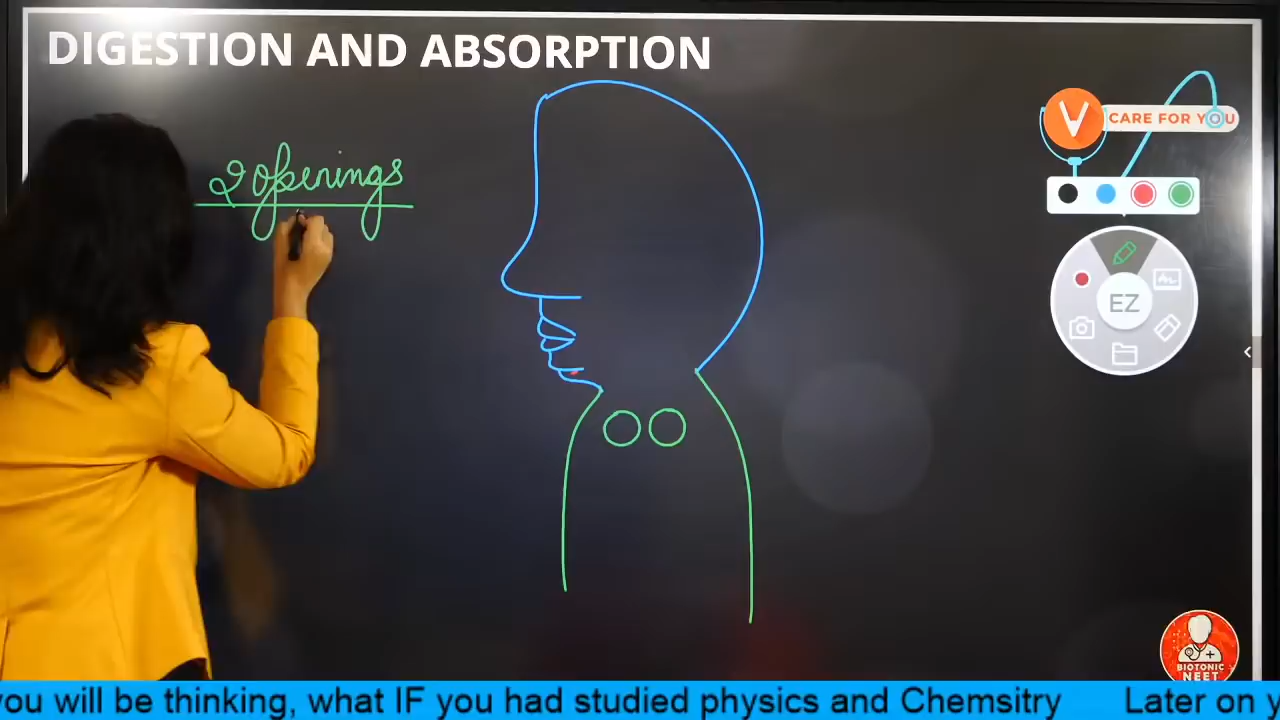 DIGESTION AND ABSORPTION
2 openings
CARE FOR YOU
EZ
BIOTONIC
NEET
you will be thinking, what IF you had studied physics and Chemsitry
Later on y